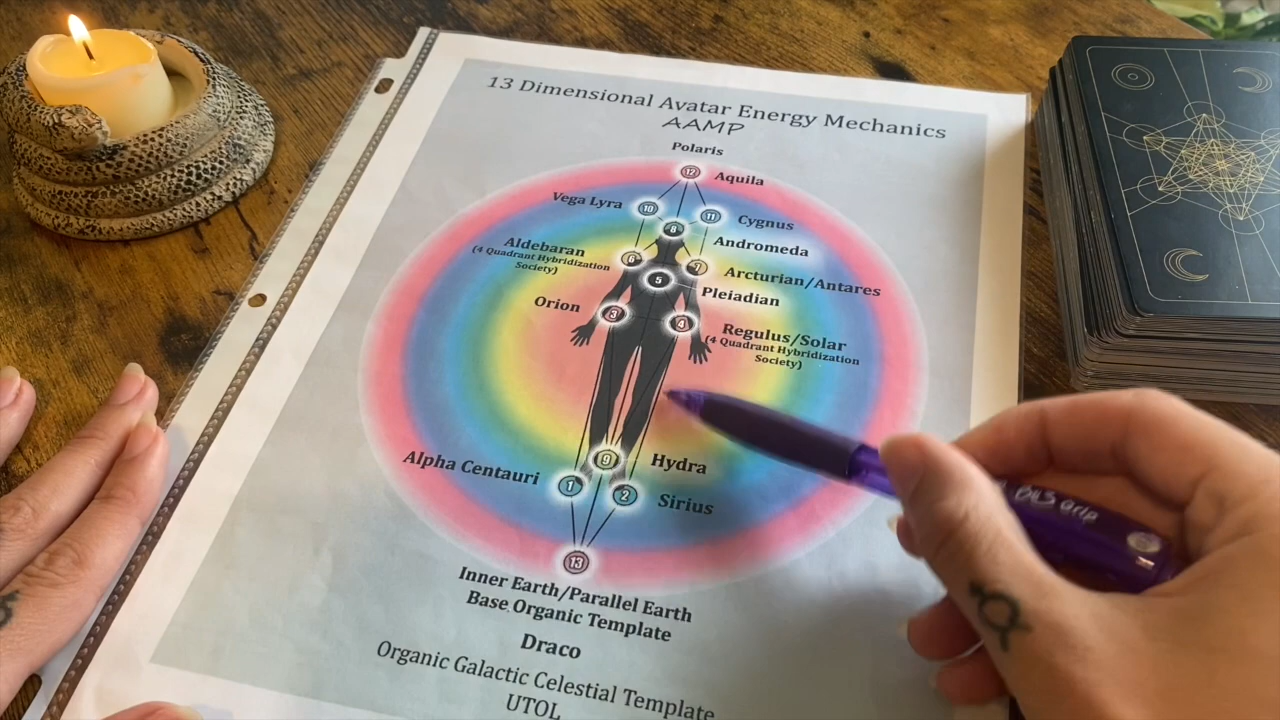 13 Dimensional Avatar Energy Mechanics
AAMP
Polaris
12
Aquila
Vega Lyra
10
11
Cygnus
8
Andromeda
Aldebaran
(4 Quadrant Hybridization
Society)
6
7
Arcturian/Antares
5
Pleiadian
Orion
3
4
Regulus/Solar
(4 Quadrant Hybridization
Society)
9
Hydra
Alpha Centauri
1
2
Sirius
13
Inner Earth/Parallel Earth
Base Organic Template
Draco
Organic Galactic Celestial Template
UTOL
Grip